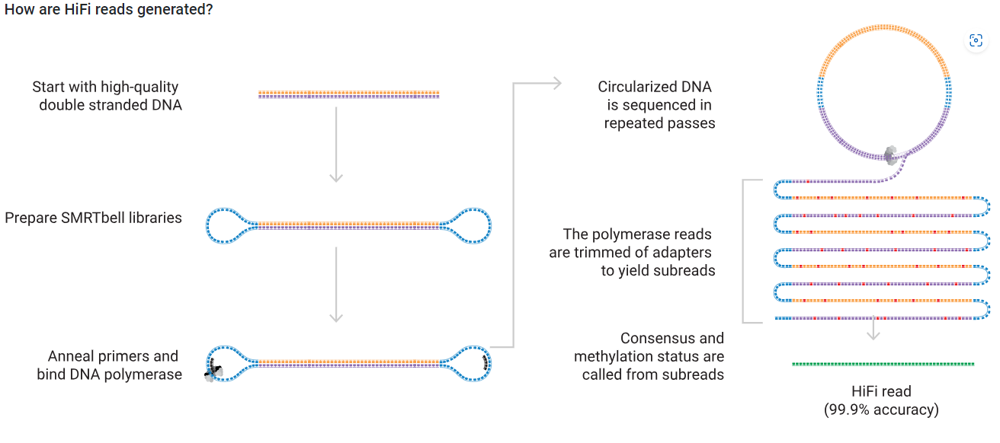 How are HiFi reads generated?
Start with high-quality
double stranded DNA
Prepare SMRTbell libraries
Anneal primers and
bind DNA polymerase
Circularized DNA
is sequenced in
repeated passes
The polymerase reads
are trimmed of adapters
to yield subreads
Consensus and
methylation status are
called from subreads
HiFi read
(99.9% accuracy)